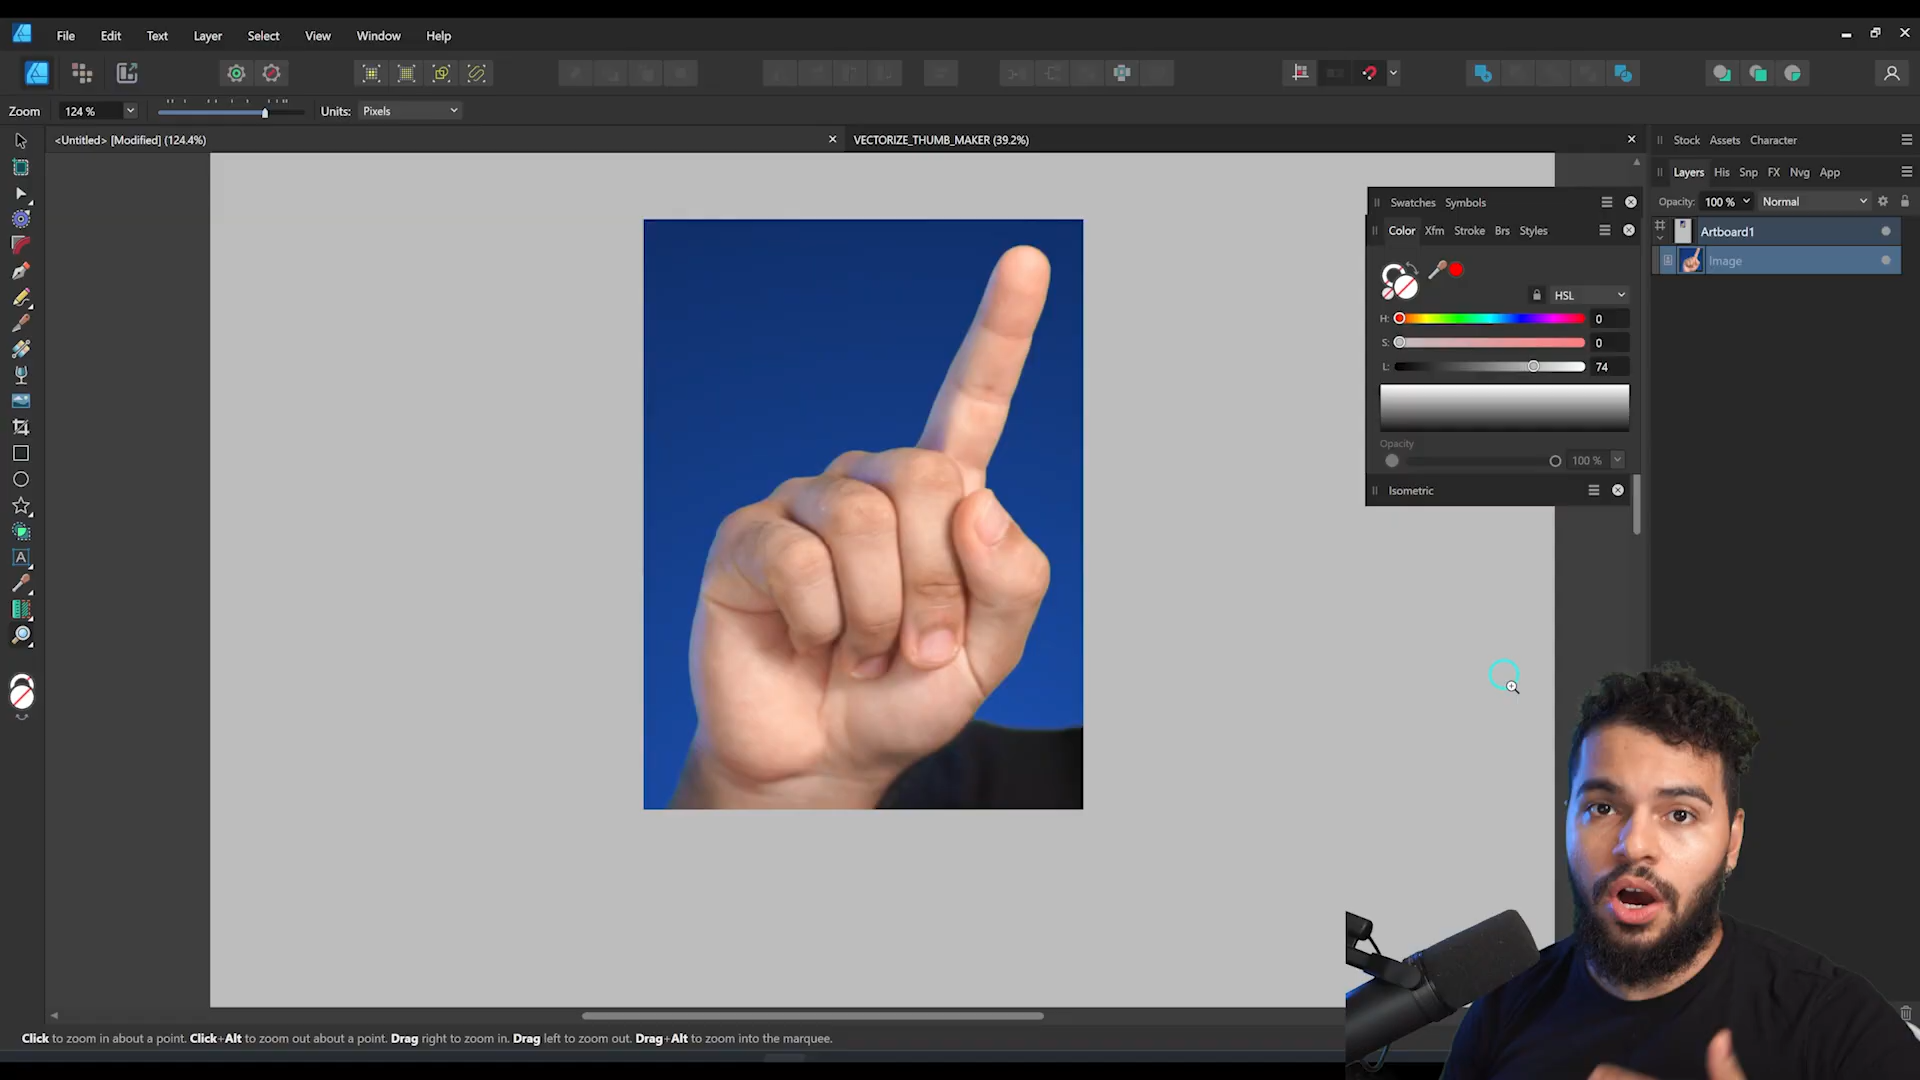 File Edit Text Layer Select View Window Help
Zoom 124 % Units: Pixels
<Untitled> [Modified] (124.4%) VECTORIZE_THUMB_MAKER (39.2%)
Stock Assets Character
Layers His Snp FX Nvg App
Opacity: 100 % Normal
Artboard1
Image
Swatches Symbols
Color Xfm Stroke Brs Styles
HSL
H: 0
S: 0
L: 74
Opacity
100 %
Isometric
A
Click to zoom in about a point. Click+Alt to zoom out about a point. Drag right to zoom in. Drag left to zoom out. Drag+Alt to zoom into the marquee.